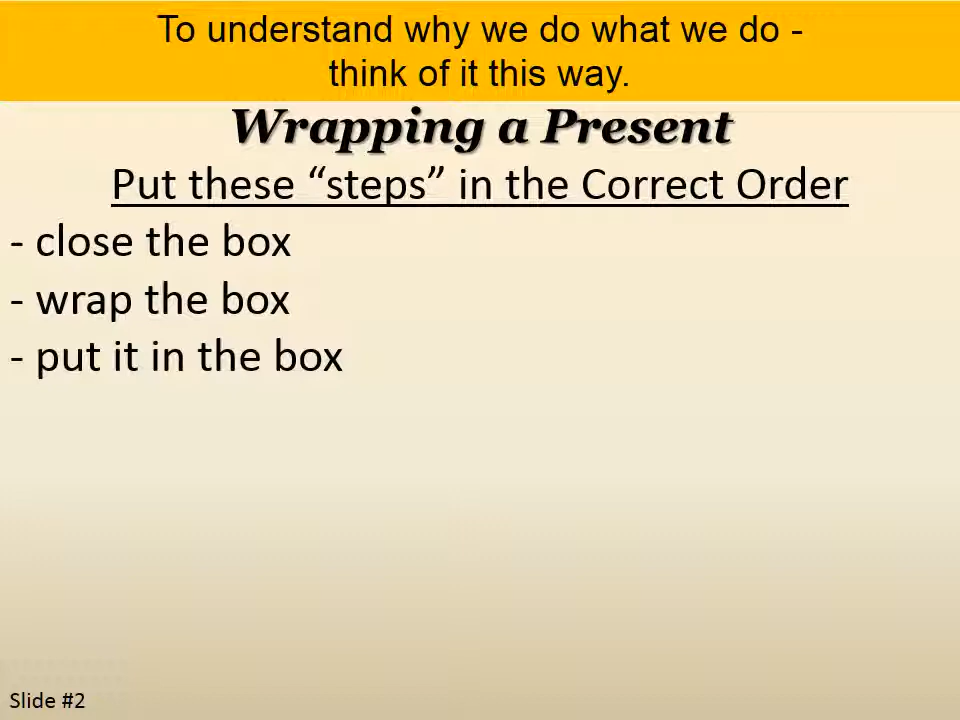 To understand why we do what we do -
think of it this way.
Wrapping a Present
Put these “steps” in the Correct Order
- close the box
- wrap the box
- put it in the box
Slide #2